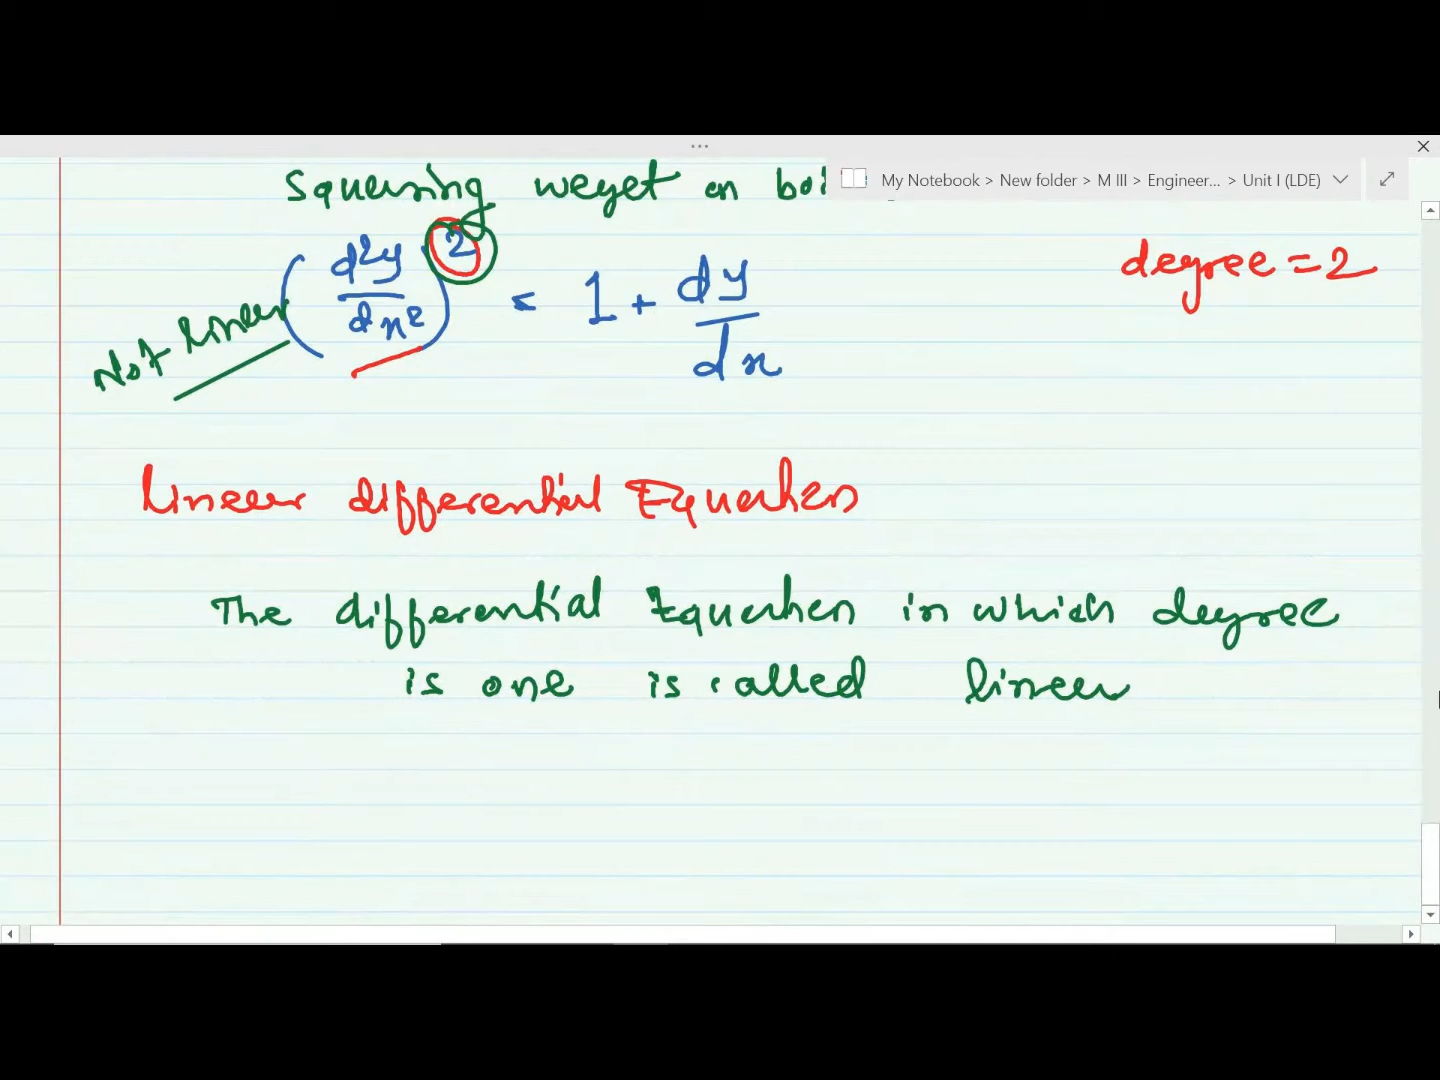 Squaring we get on bo
My Notebook > New folder > M III > Engineer... > Unit I (LDE)
degree = 2
(d²y/dx²)² = 1 + dy/dx
Not linear
Linear differential Equation
The differential Equation in which degree
is one is called linear